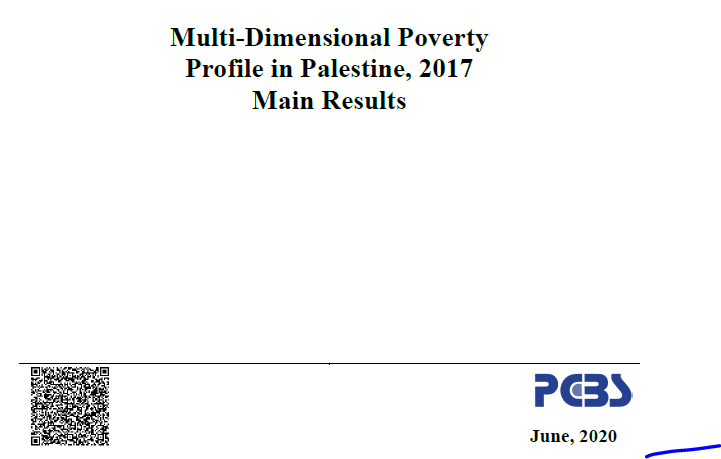 Multi-Dimensional Poverty
Profile in Palestine, 2017
Main Results
PCBS
June, 2020